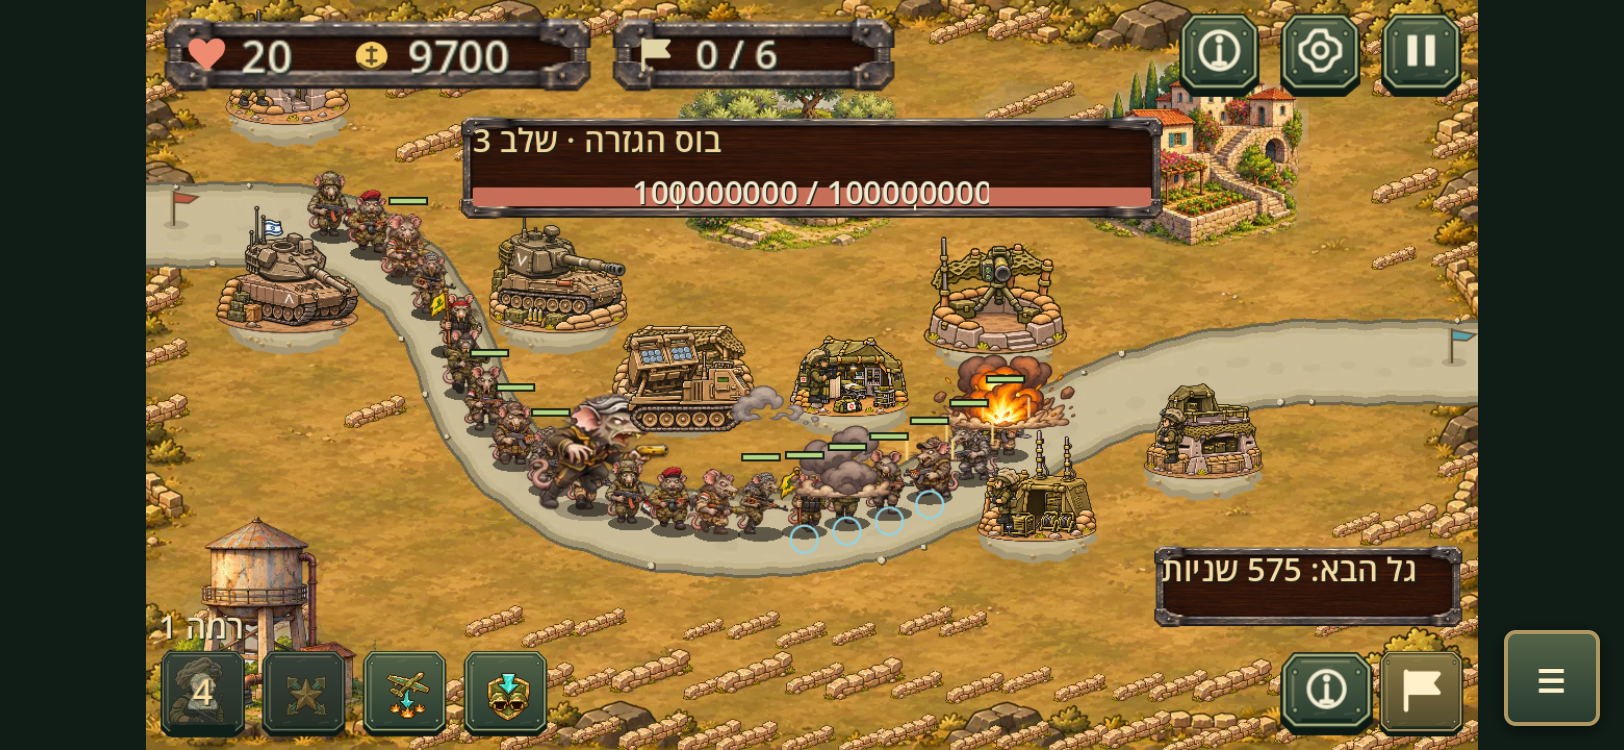 20 9700 0 / 6
בוס הגזרה · שלב 3
100000000 / 100000000
גל הבא: 575 שניות
רמה 1
4